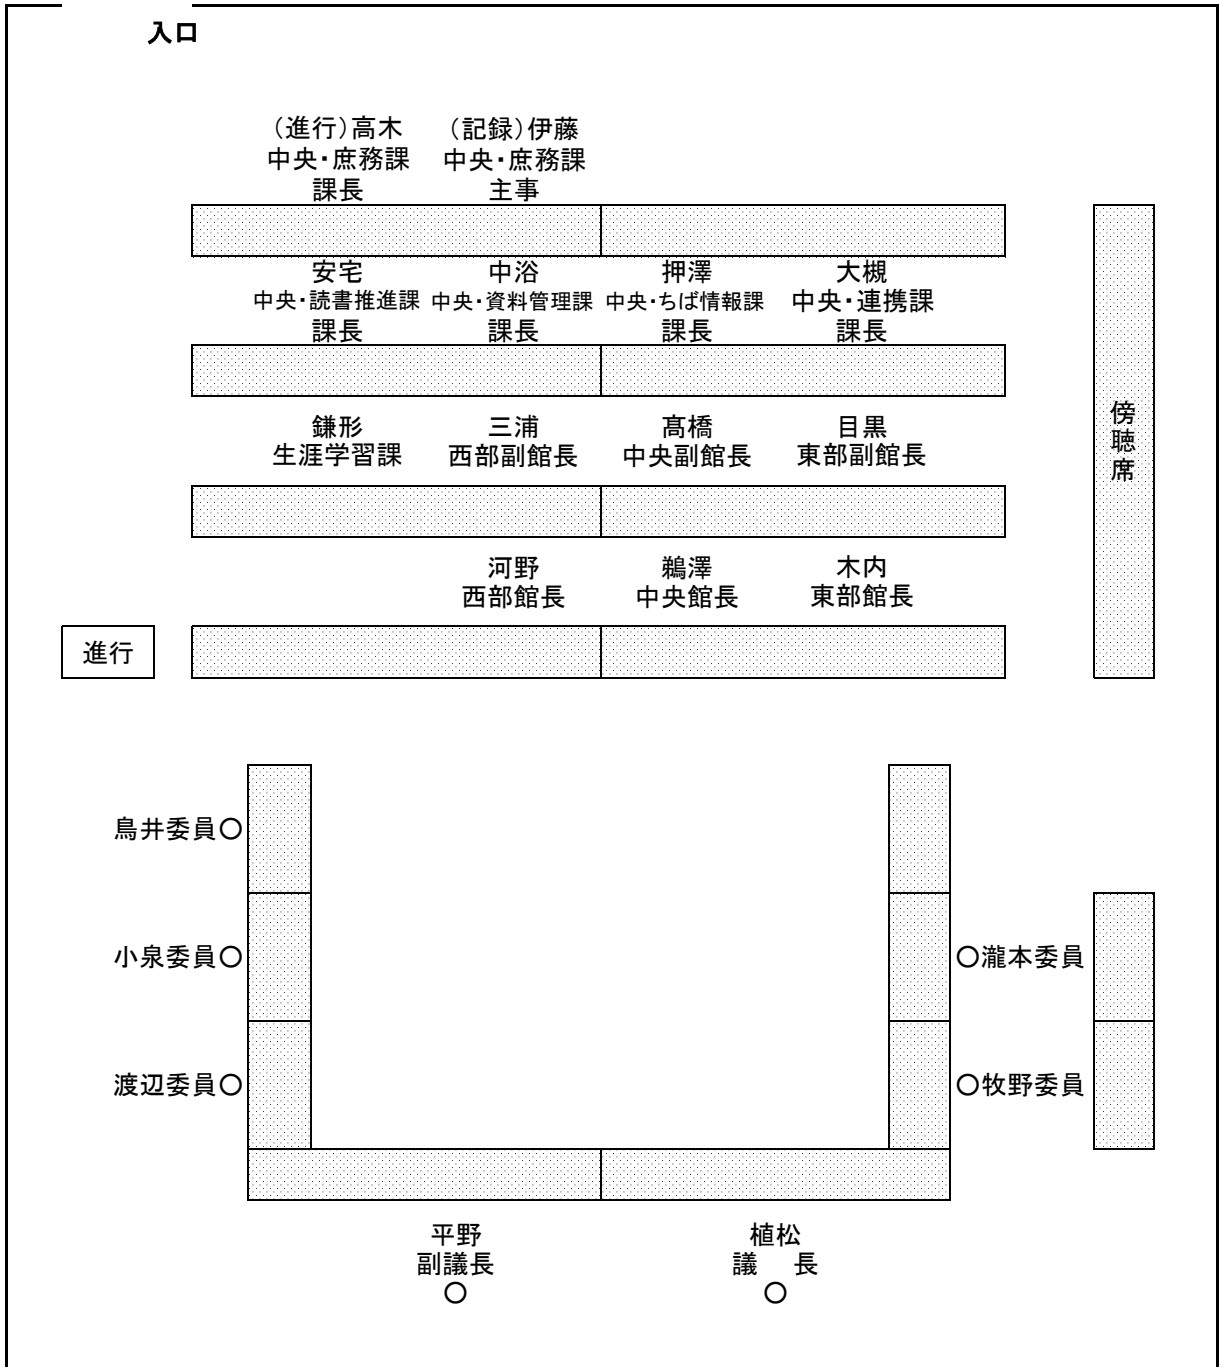 入口
（進行）高木 （記録）伊藤
中央・庶務課 中央・庶務課
課長 主事
安宅 中浴 押澤 大槻
中央・読書推進課 中央・資料管理課 中央・ちば情報課 中央・連携課
課長 課長 課長 課長
傍聴席
鎌形 三浦 髙橋 目黒
生涯学習課 西部副館長 中央副館長 東部副館長
河野 鵜澤 木内
西部館長 中央館長 東部館長
進行
鳥井委員○
小泉委員○ ○瀧本委員
渡辺委員○ ○牧野委員
平野 植松
副議長 議　長
○ ○